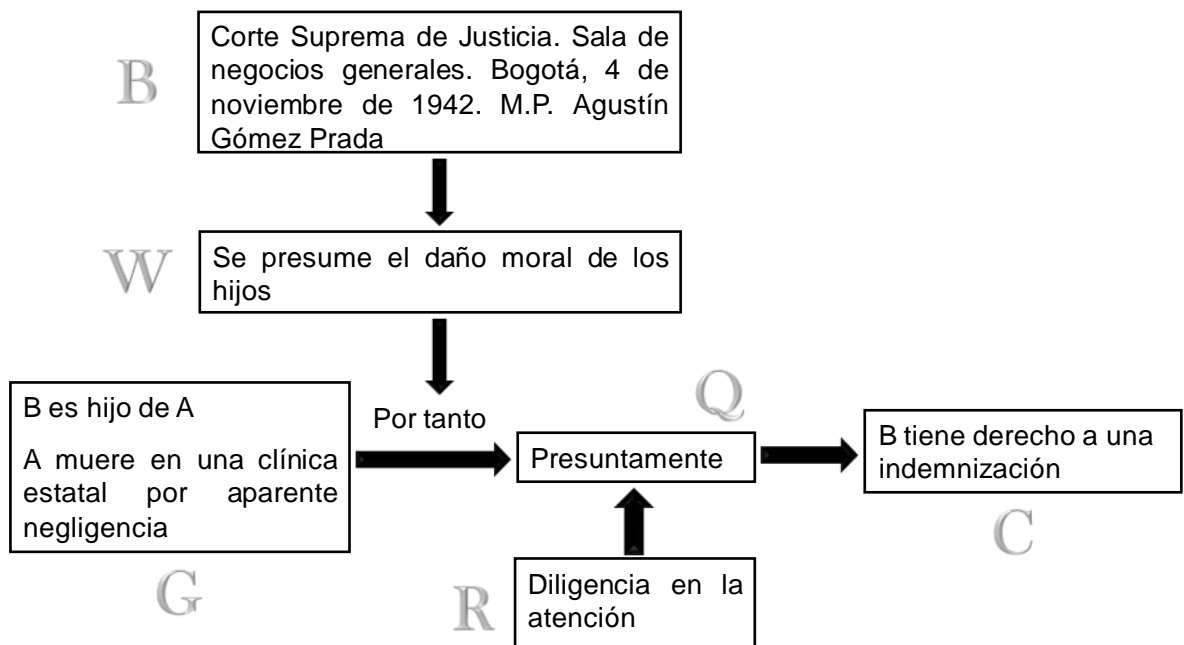 B
Corte Suprema de Justicia. Sala de
negocios generales. Bogotá, 4 de
noviembre de 1942. M.P. Agustín
Gómez Prada
W
Se presume el daño moral de los
hijos
B es hijo de A
A muere en una clínica
estatal por aparente
negligencia
G
Por tanto
Q
Presuntamente
B tiene derecho a una
indemnización
C
R
Diligencia en la
atención